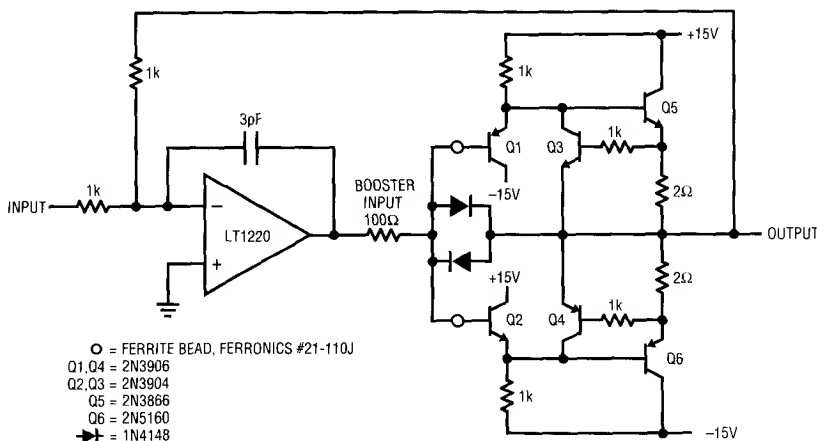 +15V
1k
1k
Q5
3pF
Q1
Q3
1k
–15V
2Ω
INPUT
1k
–
+
LT1220
BOOSTER
INPUT
100Ω
OUTPUT
+15V
2Ω
Q2
Q4
1k
Q6
1k
–15V
O = FERRITE BEAD, FERRONICS #21-110J
Q1,Q4 = 2N3906
Q2,Q3 = 2N3904
Q5 = 2N3866
Q6 = 2N5160
= 1N4148